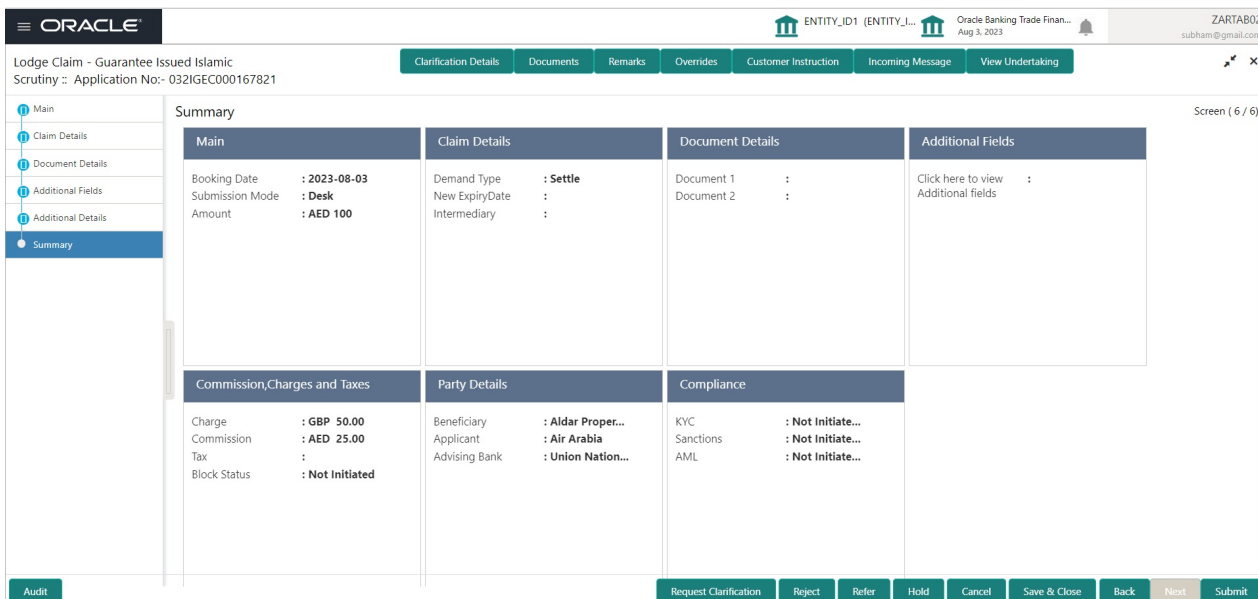 ORACLE®
ENTITY_ID1 (ENTITY_I...
Oracle Banking Trade Finan...
Aug 3, 2023
ZARTAB02
subham@gmail.com
Lodge Claim - Guarantee Issued Islamic
Scrutiny :: Application No:- 032IGEC000167821
Clarification Details
Documents
Remarks
Overrides
Customer Instruction
Incoming Message
View Undertaking
Main
Claim Details
Document Details
Additional Fields
Additional Details
Summary
Summary
Screen ( 6 / 6)
Main
Booking Date : 2023-08-03
Submission Mode : Desk
Amount : AED 100
Claim Details
Demand Type : Settle
New ExpiryDate :
Intermediary :
Document Details
Document 1 :
Document 2 :
Additional Fields
Click here to view :
Additional fields
Commission,Charges and Taxes
Charge : GBP 50.00
Commission : AED 25.00
Tax :
Block Status : Not Initiated
Party Details
Beneficiary : Aldar Proper...
Applicant : Air Arabia
Advising Bank : Union Nation...
Compliance
KYC : Not Initiate...
Sanctions : Not Initiate...
AML : Not Initiate...
Audit
Request Clarification
Reject
Refer
Hold
Cancel
Save & Close
Back
Next
Submit